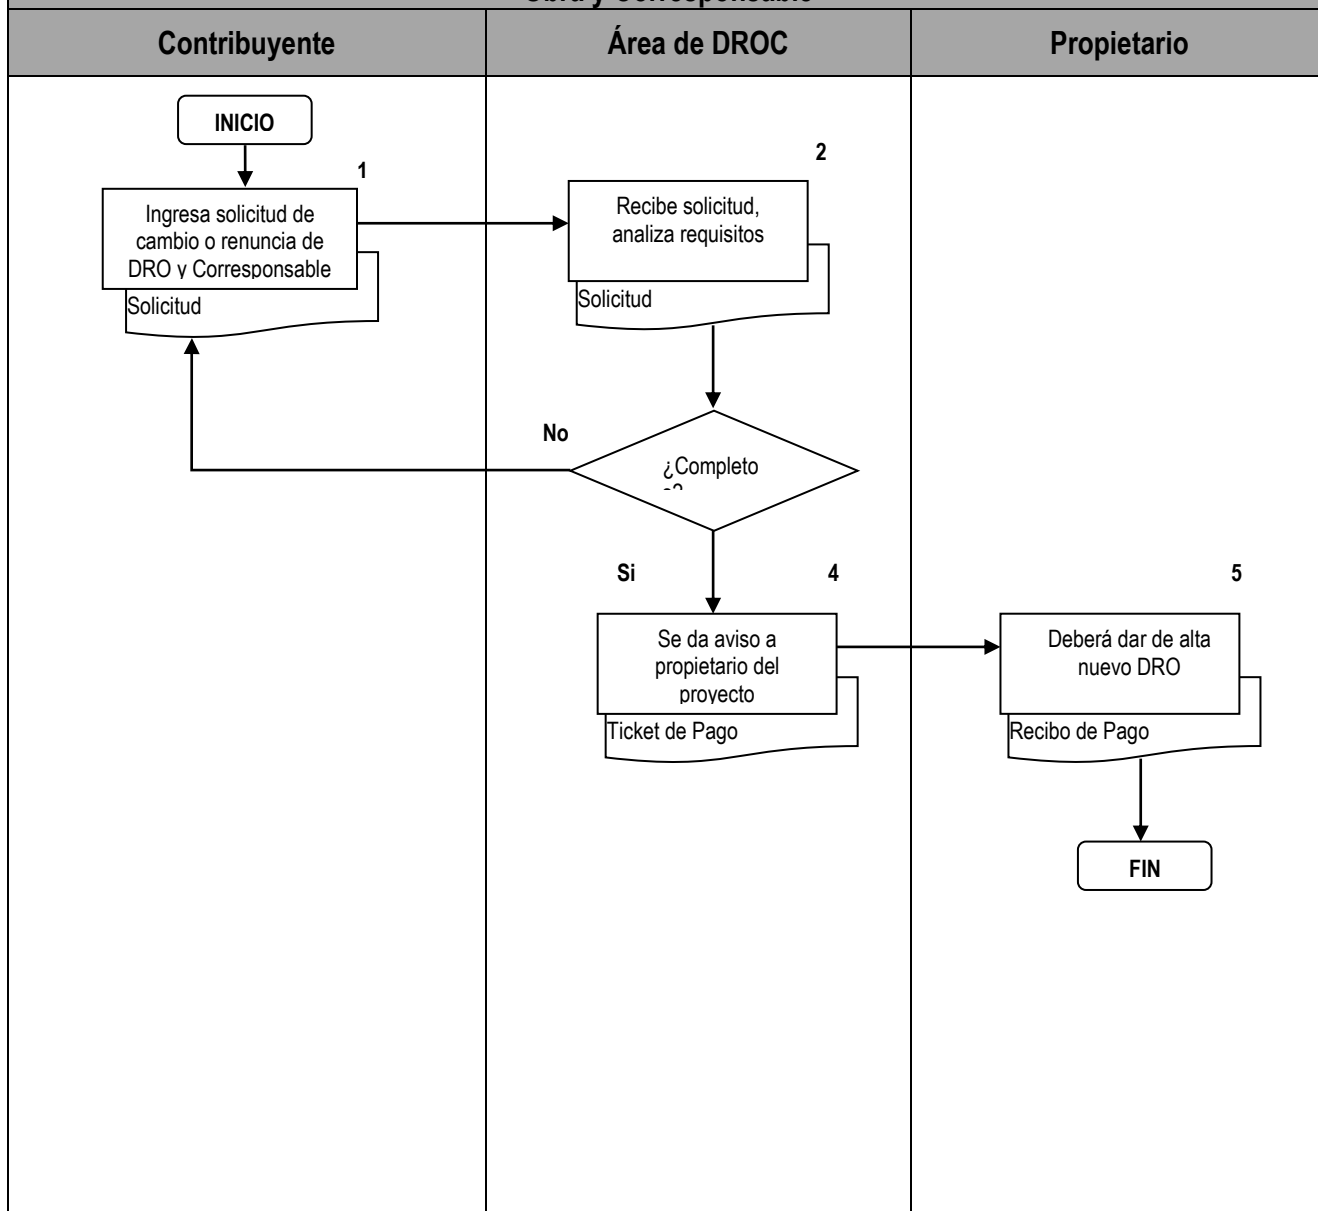 Obra y Corresponsable
Contribuyente
Área de DROC
Propietario
INICIO
1
Ingresa solicitud de
cambio o renuncia de
DRO y Corresponsable
Solicitud
2
Recibe solicitud,
analiza requisitos
Solicitud
No
¿Completo
s?
Si
4
Se da aviso a
propietario del
proyecto
Ticket de Pago
5
Deberá dar de alta
nuevo DRO
Recibo de Pago
FIN